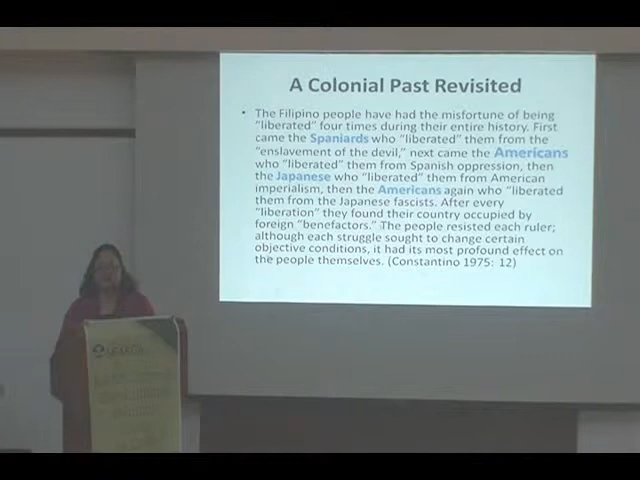 A Colonial Past Revisited
• The Filipino people have had the misfortune of being
"liberated" four times during their entire history. First
came the Spaniards who "liberated" them from the
"enslavement of the devil," next came the Americans
who "liberated" them from Spanish oppression, then
the Japanese who "liberated" them from American
imperialism, then the Americans again who "liberated
them from the Japanese fascists. After every
"liberation" they found their country occupied by
foreign "benefactors." The people resisted each ruler;
although each struggle sought to change certain
objective conditions, it had its most profound effect on
the people themselves. (Constantino 1975: 12)